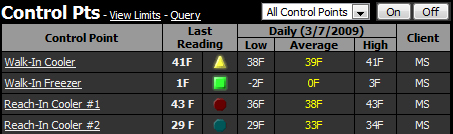 Control Pts - View Limits - Query All Control Points On Off
Control Point Last Reading Daily (3/7/2009) Client
Low Average High
Walk-In Cooler 41F 38F 39F 41F MS
Walk-In Freezer 1F -2F 0F 3F MS
Reach-In Cooler #1 43 F 36F 38F 43F MS
Reach-In Cooler #2 29 F 29F 33F 34F MS